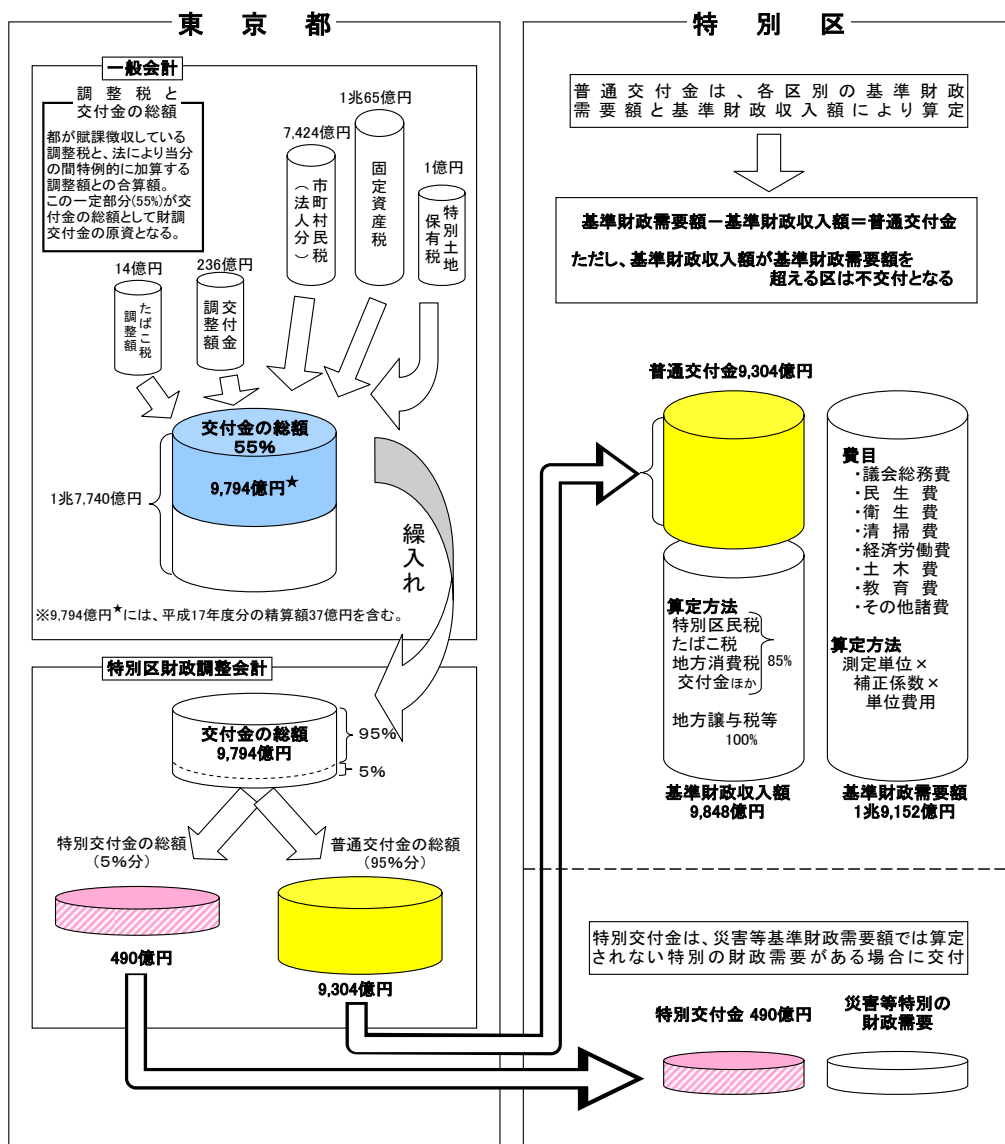 東 京 都
一般会計
調 整 税 と
交付金の総額
都が賦課徴収している
調整税と、法により当分
の間特例的に加算する
調整額との合算額。
この一定部分(55%)が交
付金の総額として財調
交付金の原資となる。
14億円
たばこ税
調整額
236億円
交付金
調整額
7,424億円
市町村民税
(法人分)
1兆65億円
固定資産税
1億円
特別土地
保有税
交付金の総額
55%
9,794億円★
1兆7,740億円
繰入れ
※9,794億円★には、平成17年度分の精算額37億円を含む。
特別区財政調整会計
交付金の総額
9,794億円
95%
5%
特別交付金の総額
(5%分)
490億円
普通交付金の総額
(95%分)
9,304億円
特 別 区
普通交付金は、各区別の基準財政
需要額と基準財政収入額により算定
基準財政需要額-基準財政収入額=普通交付金
ただし、基準財政収入額が基準財政需要額を
超える区は不交付となる
普通交付金9,304億円
算定方法
特別区民税
たばこ税
地方消費税
交付金ほか
85%
地方譲与税等
100%
基準財政収入額
9,848億円
費目
・議会総務費
・民 生 費
・衛 生 費
・清 掃 費
・経済労働費
・土 木 費
・教 育 費
・その他諸費
算定方法
測定単位×
補正係数×
単位費用
基準財政需要額
1兆9,152億円
特別交付金は、災害等基準財政需要額では算定
されない特別の財政需要がある場合に交付
特別交付金 490億円
災害等特別の
財政需要